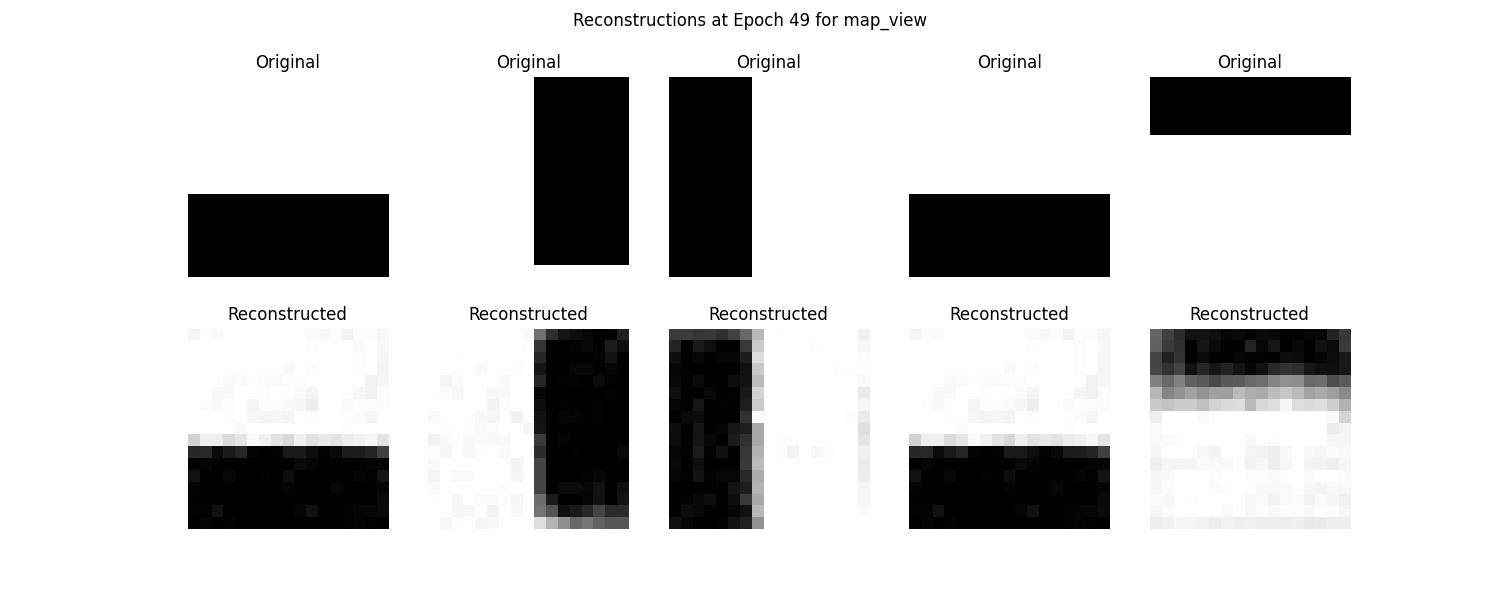 Reconstructions at Epoch 49 for map_view
Original Original Original Original Original
Reconstructed Reconstructed Reconstructed Reconstructed Reconstructed